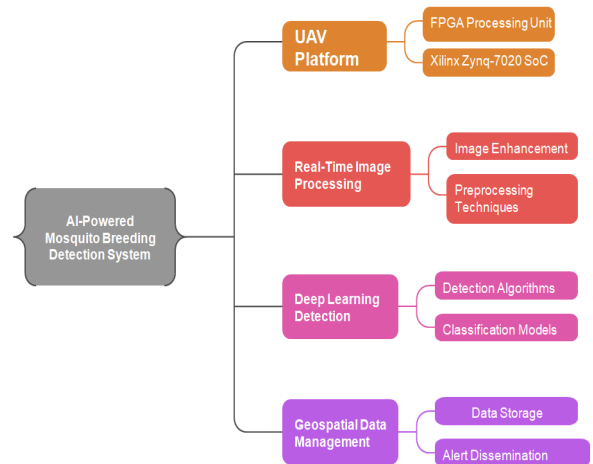 AI-Powered
Mosquito Breeding
Detection System
UAV
Platform
FPGA Processing Unit
Xilinx Zynq-7020 SoC
Real-Time Image
Processing
Image Enhancement
Preprocessing
Techniques
Deep Learning
Detection
Detection Algorithms
Classification Models
Geospatial Data
Management
Data Storage
Alert Dissemination